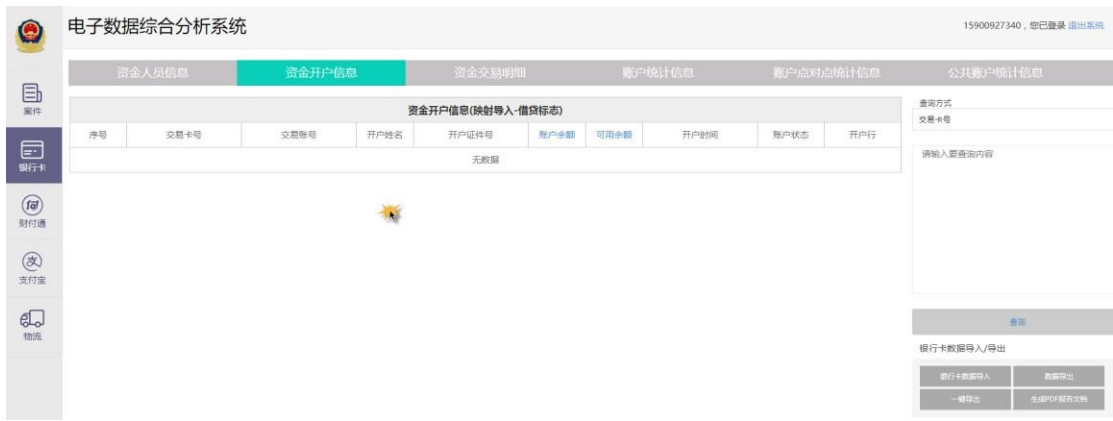 电子数据综合分析系统
15900927340，您已登录 退出系统
案件
银行卡
财付通
支付宝
物流
资金人员信息 资金开户信息 资金交易明细 账户统计信息 账户点对点统计信息 公共账户统计信息
资金开户信息(映射导入-借贷标志)
序号 交易卡号 交易账号 开户姓名 开户证件号 账户余额 可用余额 开户时间 账户状态 开户行
无数据
查询方式
交易卡号
请输入要查询内容
查询
银行卡数据导入/导出
银行卡数据导入 数据导出
一键导出 生成PDF报表文档